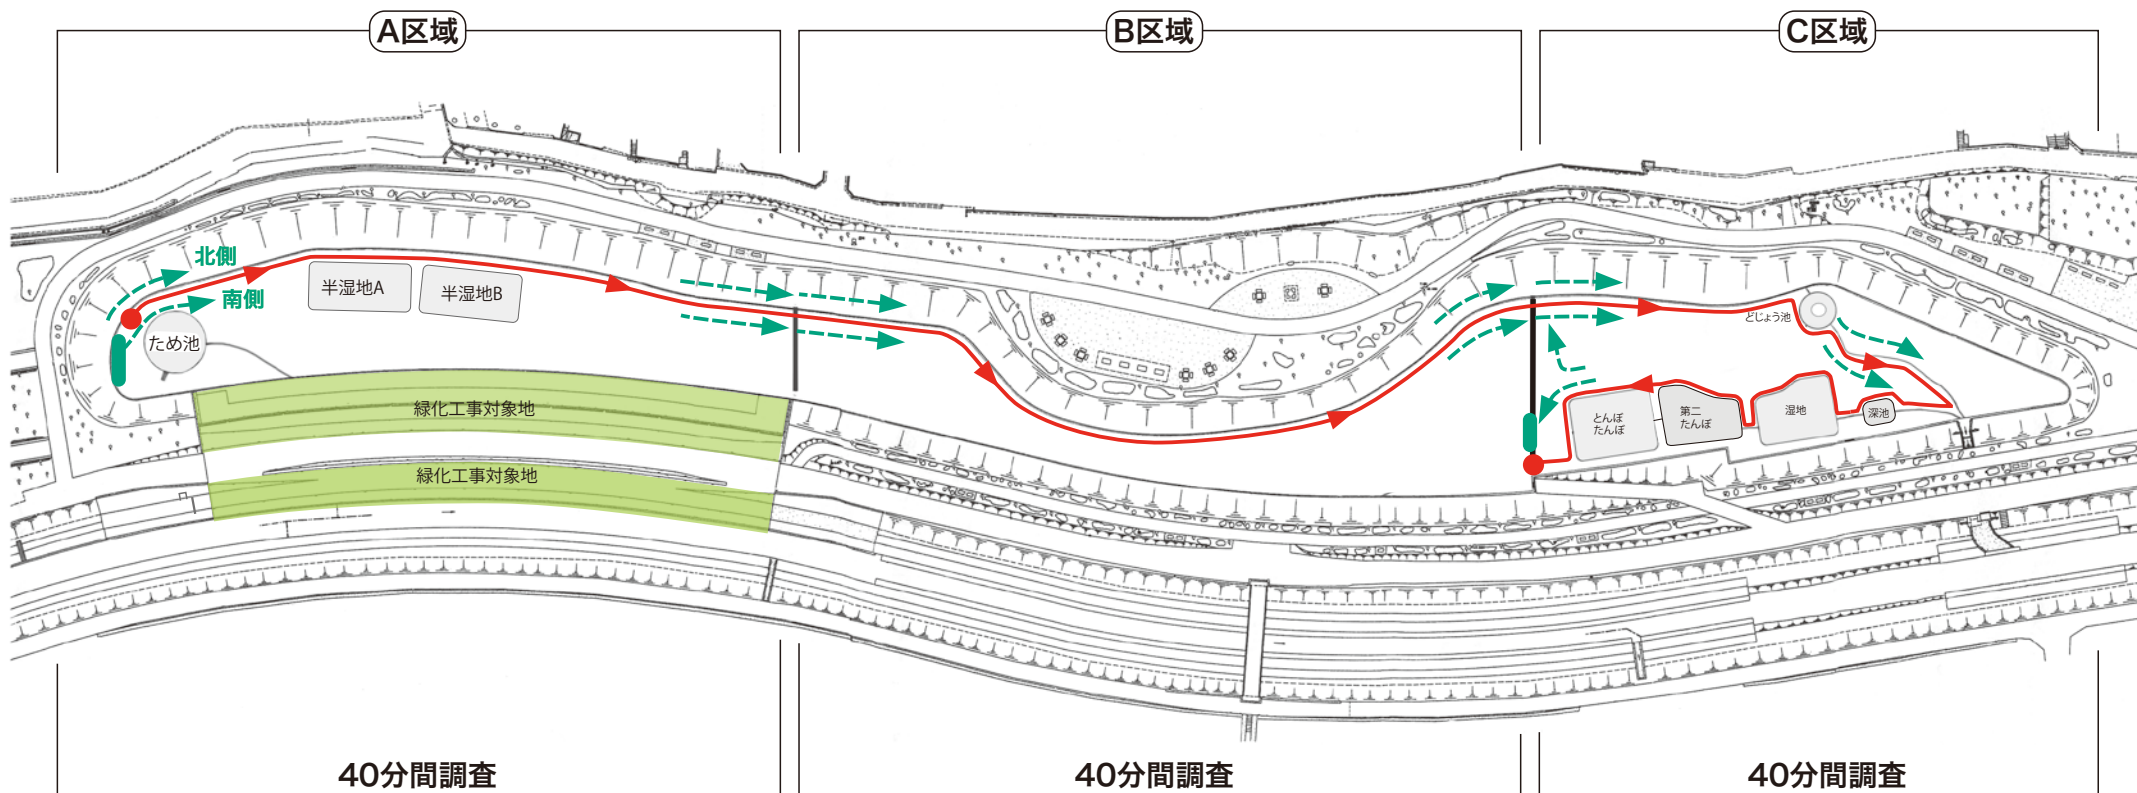 A区域
B区域
C区域
北側
南側
半湿地A
半湿地B
ため池
どじょう池
緑化工事対象地
緑化工事対象地
とんぼ
たんぼ
第二
たんぼ
湿地
深池
40分間調査
40分間調査
40分間調査